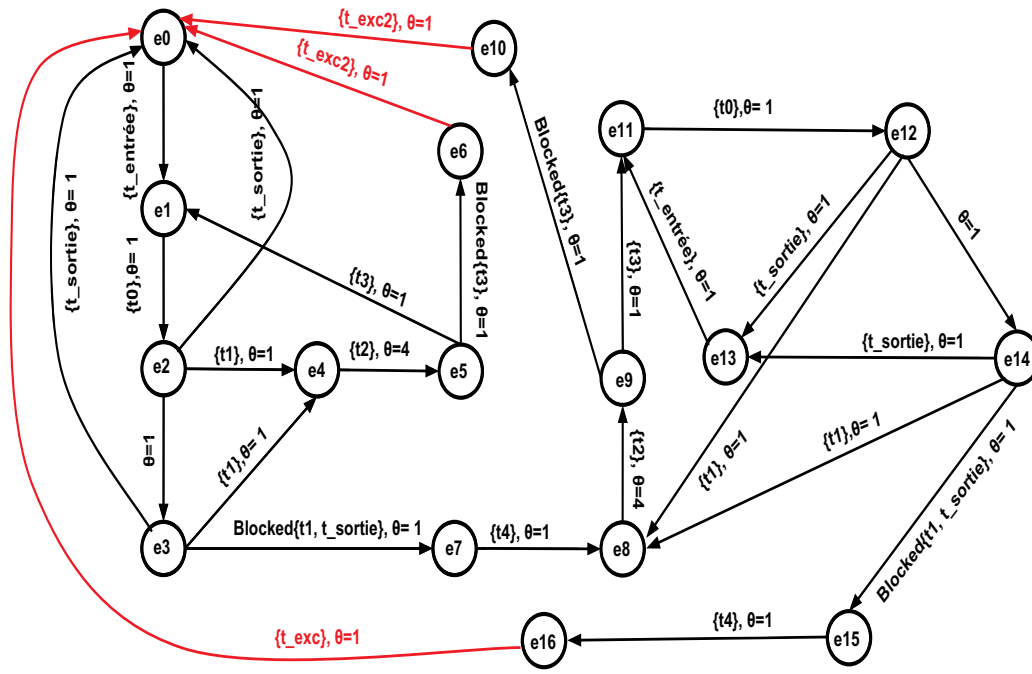 e0
{t_exc2}, θ=1
e10
{t_exc2}, θ=1
{t_entrée}, θ=1
{t_sortie}, θ=1
e6
Blocked{t3}, θ=1
Blocked{t3}, θ=1
e11
{t0},θ= 1
e12
e1
{t_sortie}, θ= 1
{t0},θ= 1
{t3}, θ=1
{t3}, θ=1
{t_entrée}, θ=1
{t_sortie}, θ=1
θ=1
e2
{t1}, θ=1
e4
{t2}, θ=4
e5
e9
e13
{t_sortie}, θ=1
e14
θ=1
{t1},θ= 1
{t2}, θ=4
{t1}, θ=1
{t1},θ= 1
Blocked{t1, t_sortie}, θ= 1
e3
Blocked{t1, t_sortie}, θ= 1
e7
{t4}, θ=1
e8
{t_exc}, θ=1
e16
{t4}, θ=1
e15